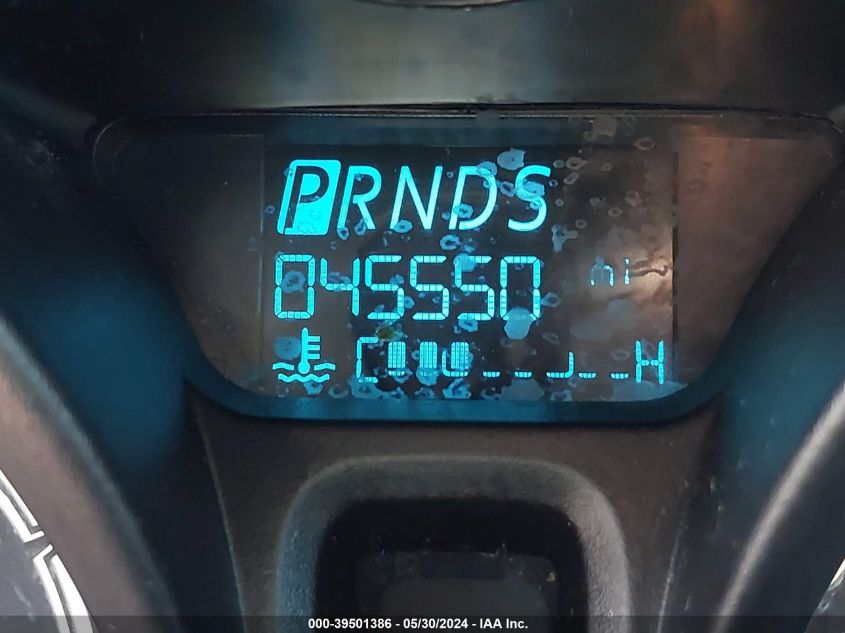 PRNDS
045550 mi
C H
000-39501386 - 05/30/2024 - IAA Inc.